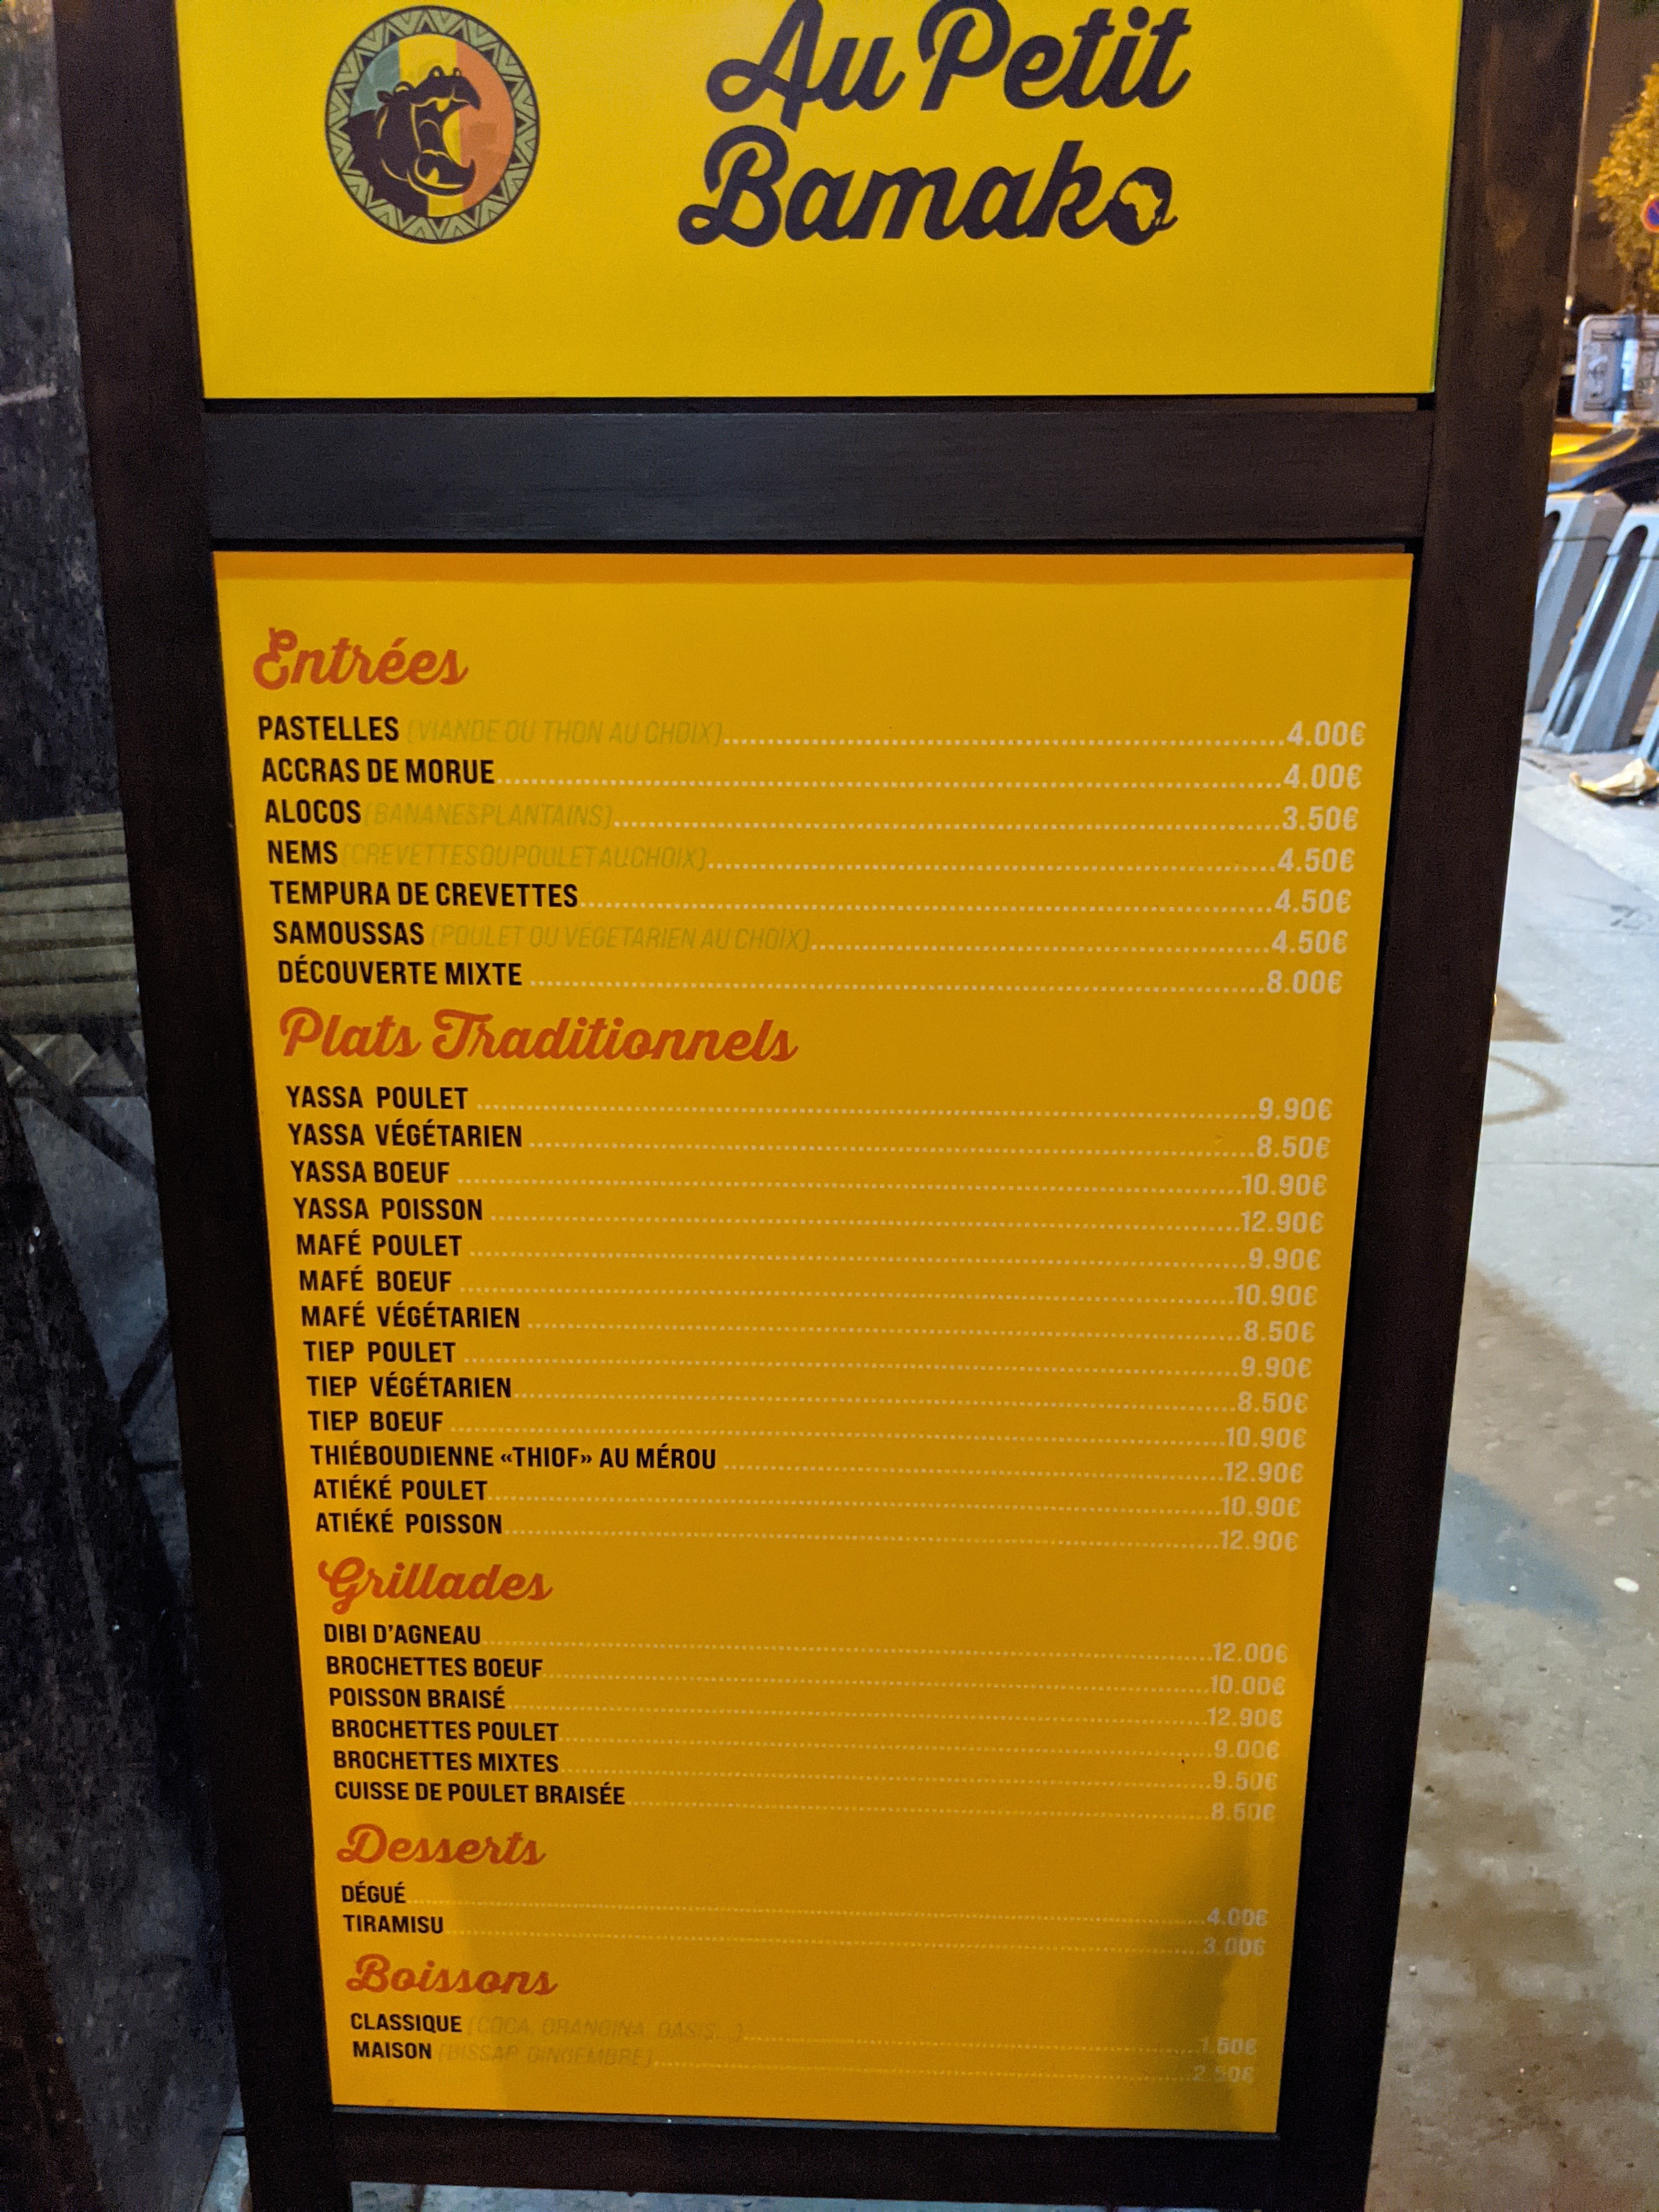 Au Petit
Bamako
Entrées
PASTELLES (VIANDE OU THON AU CHOIX)........4.00€
ACCRAS DE MORUE........4.00€
ALOCOS (BANANES PLANTAINS)........3.50€
NEMS (CREVETTES OU POULET AU CHOIX)........4.50€
TEMPURA DE CREVETTES........4.50€
SAMOUSSAS (POULET OU VÉGÉTARIEN AU CHOIX)........4.50€
DÉCOUVERTE MIXTE ........8.00€
Plats Traditionnels
YASSA POULET ........9.90€
YASSA VÉGÉTARIEN ........8.50€
YASSA BOEUF ........10.90€
YASSA POISSON ........12.90€
MAFÉ POULET ........9.90€
MAFÉ BOEUF ........10.90€
MAFÉ VÉGÉTARIEN ........8.50€
TIEP POULET ........9.90€
TIEP VÉGÉTARIEN........8.50€
TIEP BOEUF ........10.90€
THIÉBOUDIENNE «THIOF» AU MÉROU ........12.90€
ATIÉKÉ POULET........10.90€
ATIÉKÉ POISSON........12.90€
Grillades
DIBI D'AGNEAU........12.00€
BROCHETTES BOEUF........10.00€
POISSON BRAISÉ........12.90€
BROCHETTES POULET........9.00€
BROCHETTES MIXTES........9.50€
CUISSE DE POULET BRAISÉE........8.50€
Desserts
DÉGUÉ........4.00€
TIRAMISU........3.00€
Boissons
CLASSIQUE (COCA, ORANGINA, OASIS...)........1.50€
MAISON (BISSAP, GINGEMBRE)........2.50€